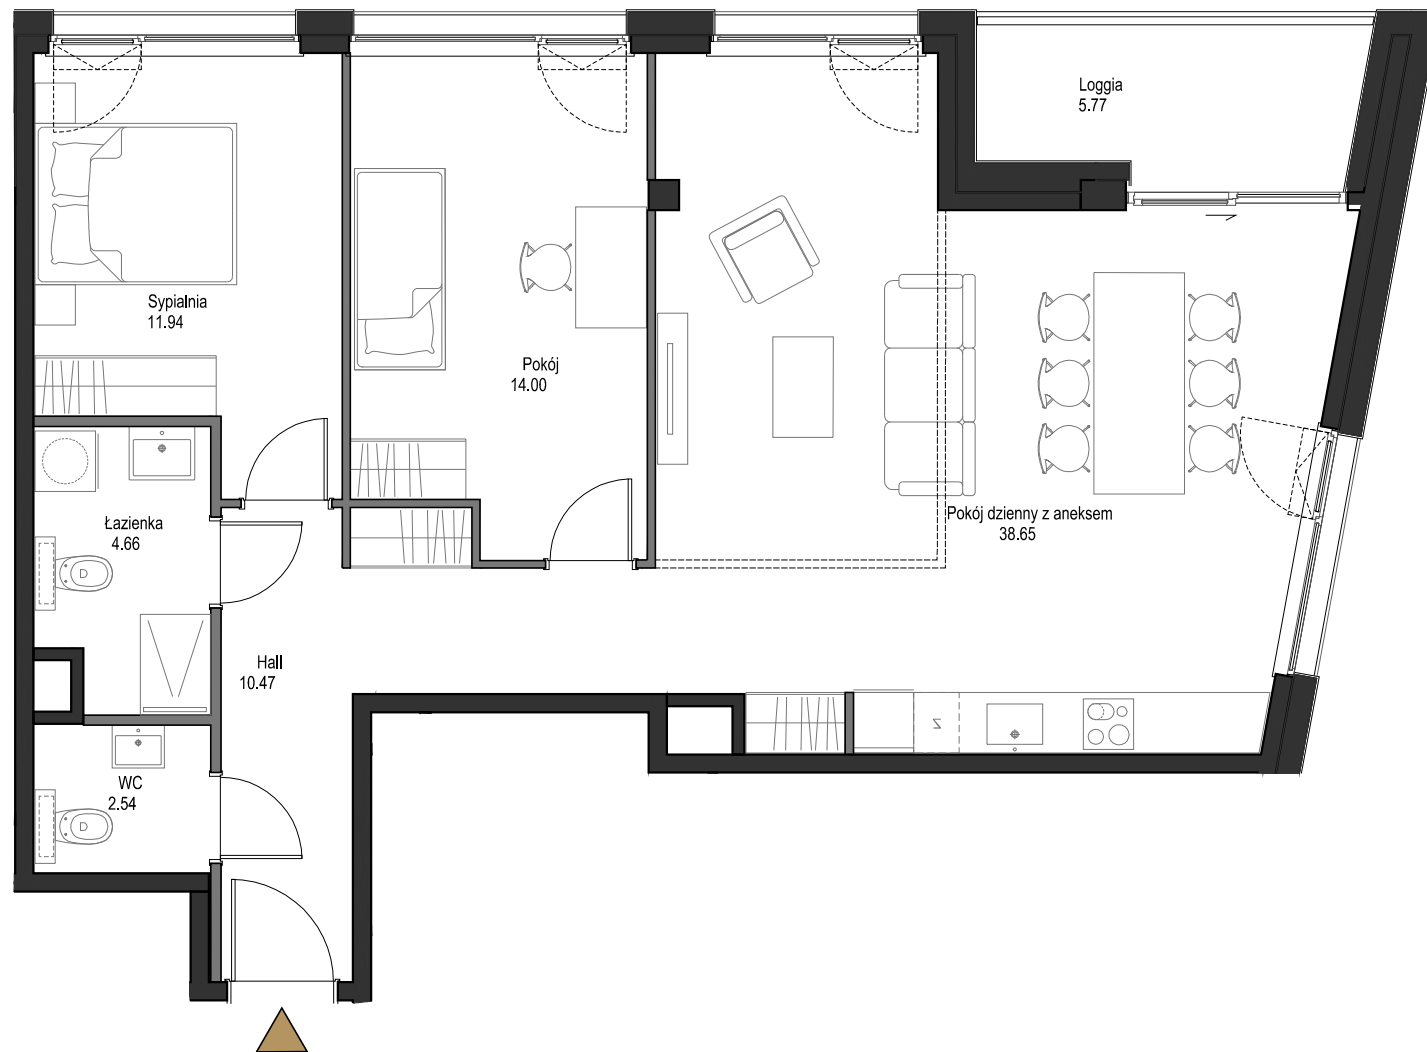 Loggia
5.77
Sypialnia
11.94
Pokój
14.00
Pokój dzienny z aneksem
38.65
Łazienka
4.66
Hall
10.47
WC
2.54